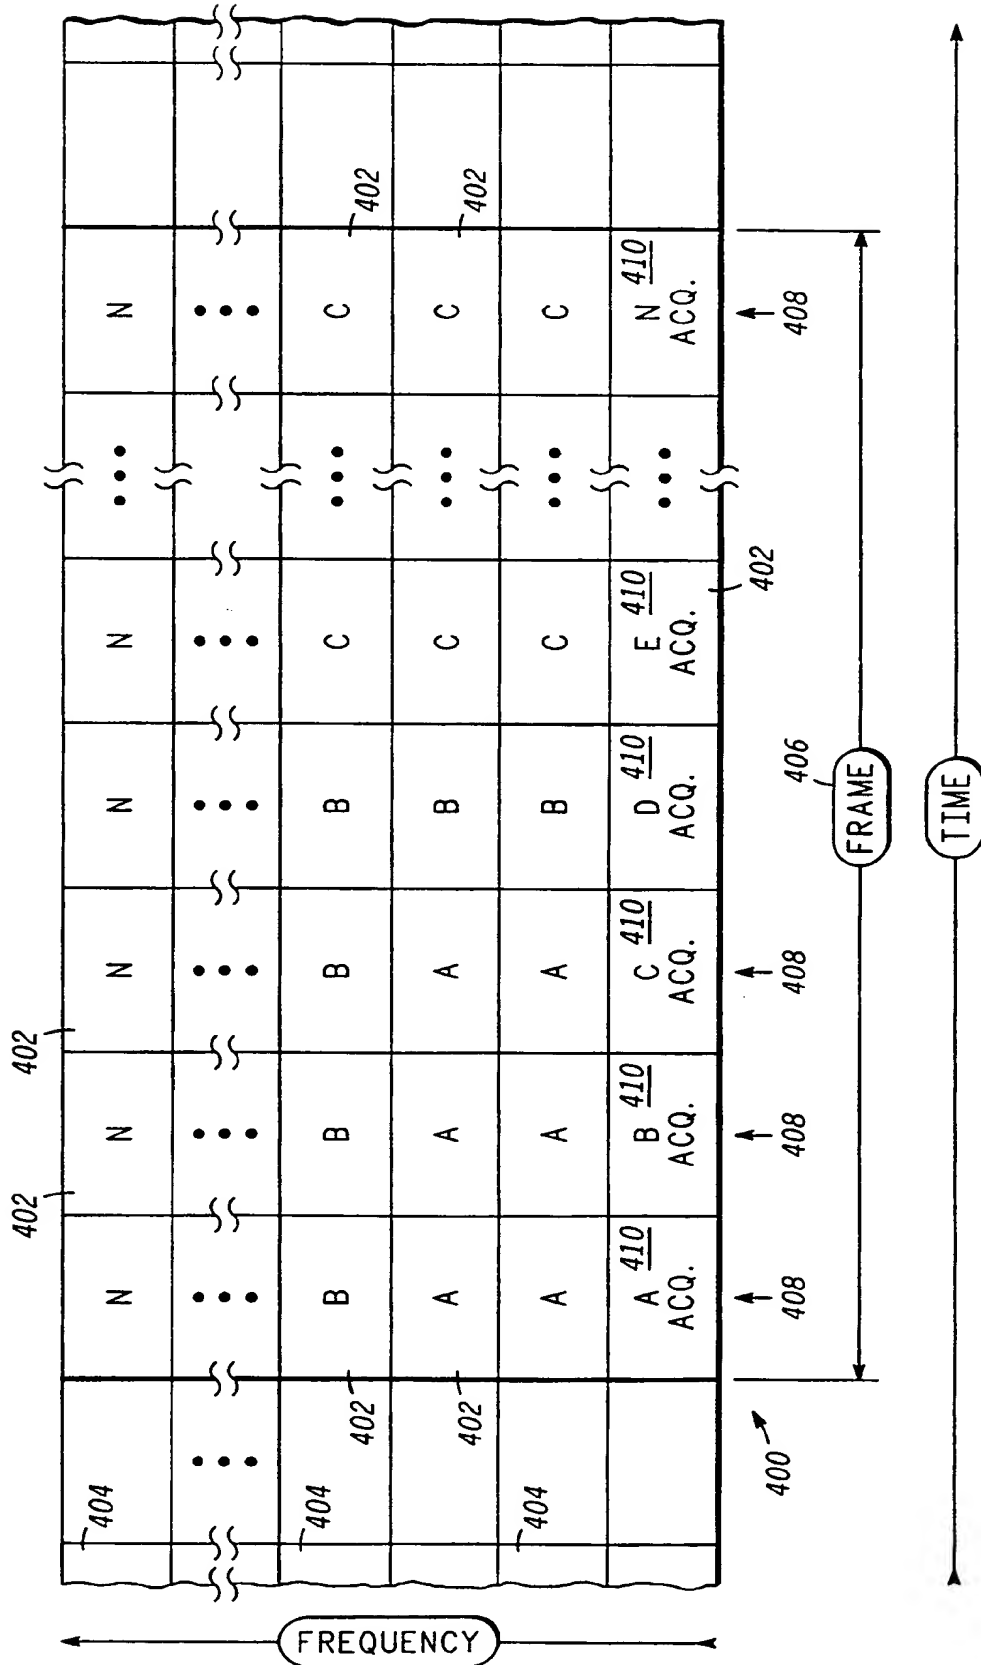 402 402
404
N N N N N N
404
B B B B C C
402 402
A A A B C C
402 402
404
A A A B C C
A 410 B 410 C 410 D 410 E 410 N 410
ACQ. ACQ. ACQ. ACQ. ACQ. ACQ.
402
400 408 408 408 408
406
FRAME
TIME
FREQUENCY